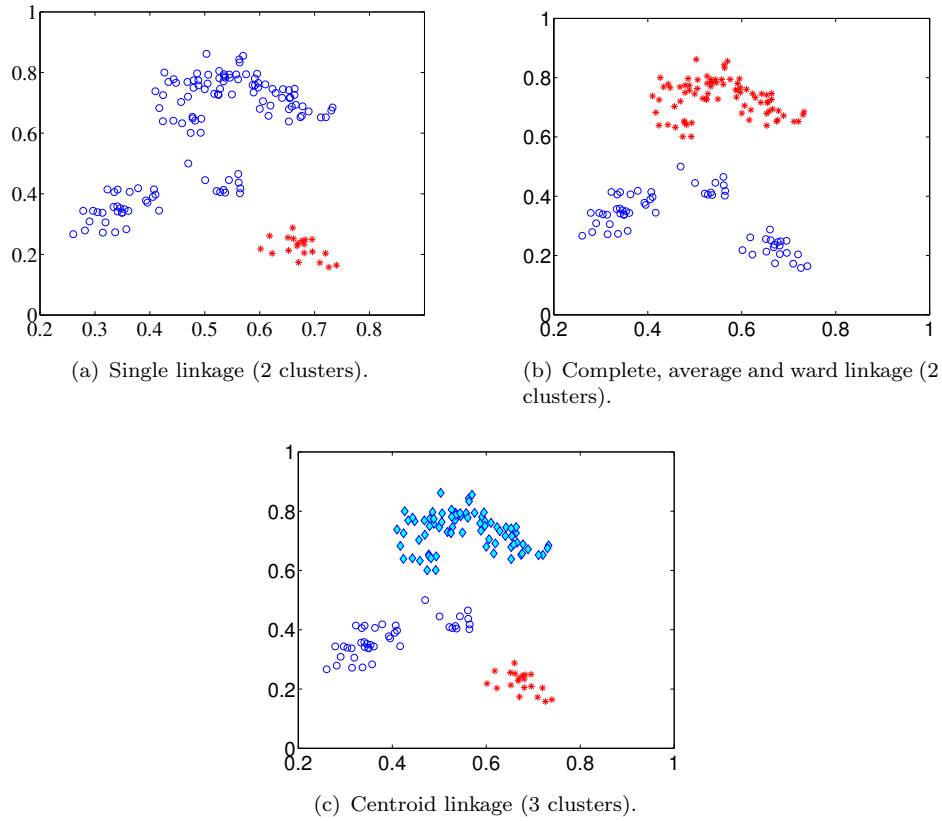 1
0.8
0.6
0.4
0.2
0
0.2 0.3 0.4 0.5 0.6 0.7 0.8
(a) Single linkage (2 clusters).
1
0.8
0.6
0.4
0.2
0
0.2 0.4 0.6 0.8 1
(b) Complete, average and ward linkage (2
clusters).
1
0.8
0.6
0.4
0.2
0
0.2 0.4 0.6 0.8 1
(c) Centroid linkage (3 clusters).